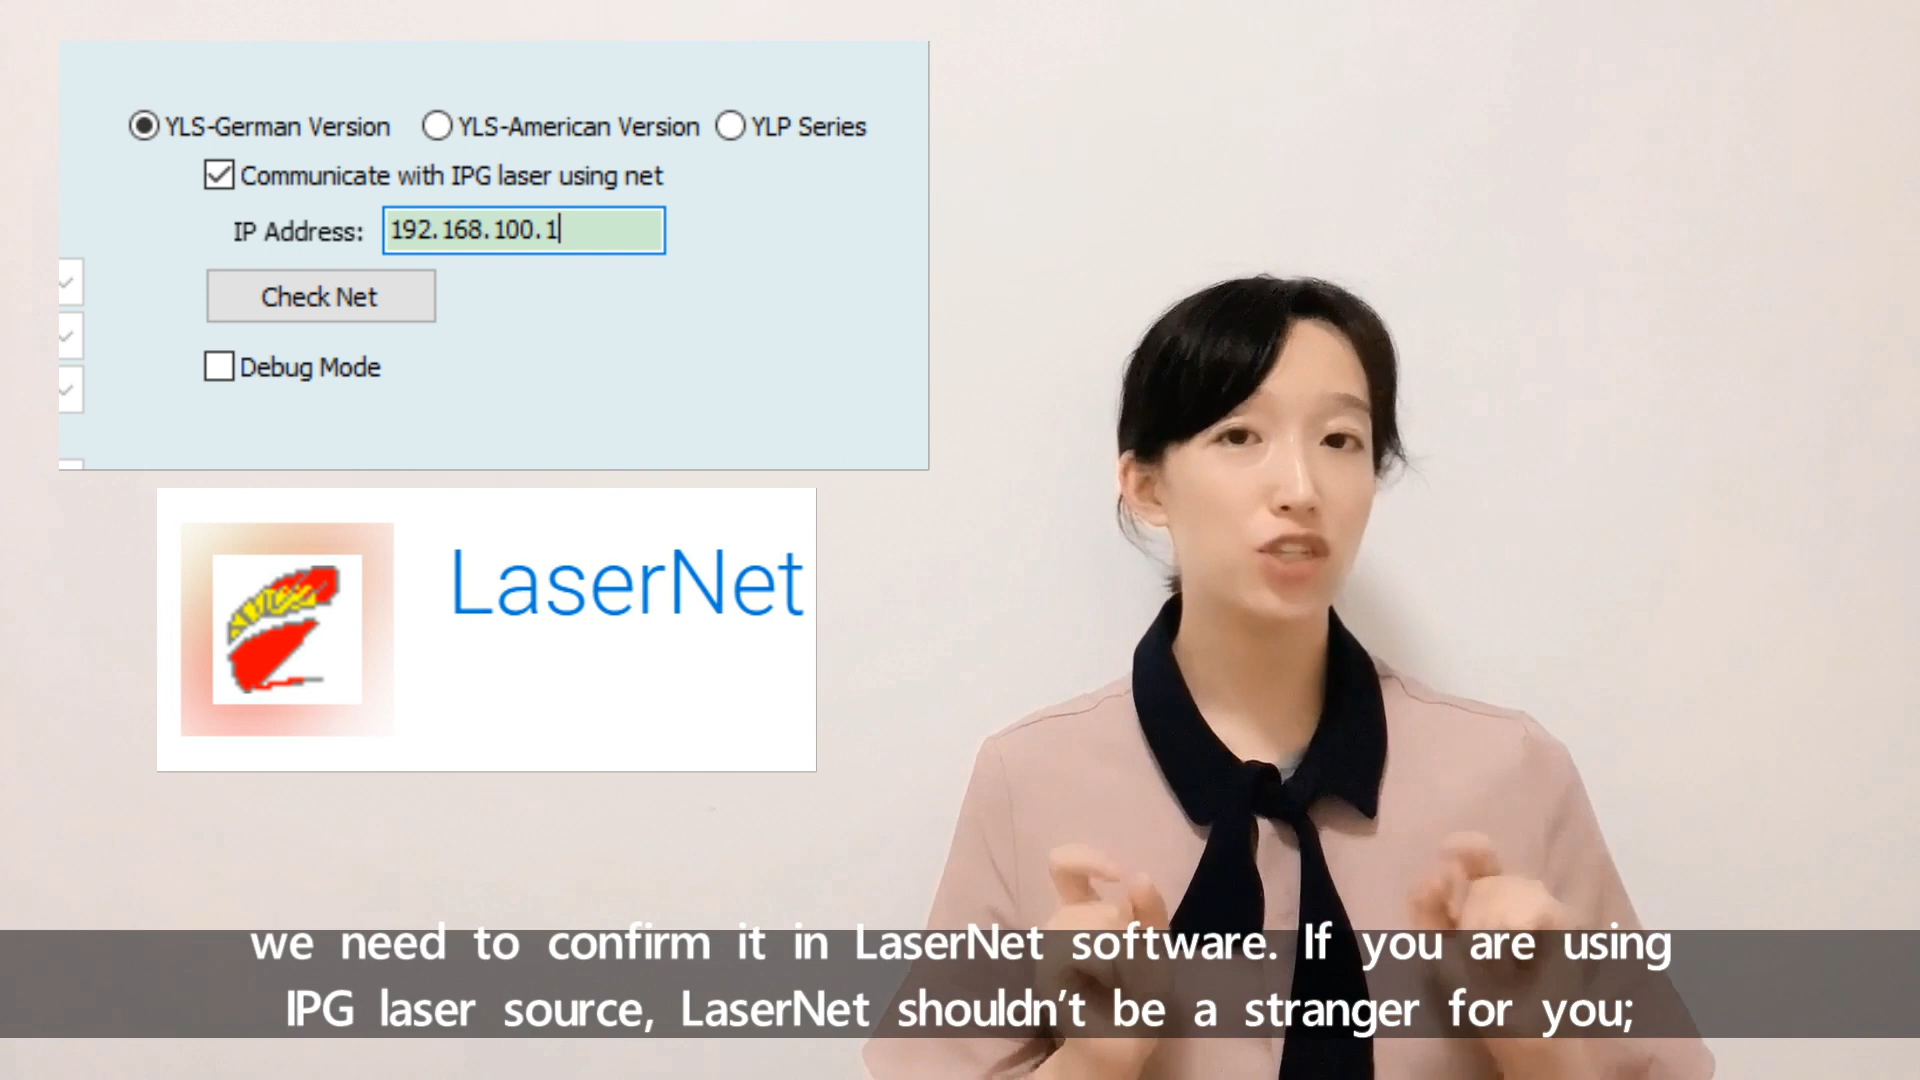 YLS-German Version YLS-American Version YLP Series
Communicate with IPG laser using net
IP Address: 192.168.100.1
Check Net
Debug Mode
LaserNet
we need to confirm it in LaserNet software. If you are using
IPG laser source, LaserNet shouldn't be a stranger for you;